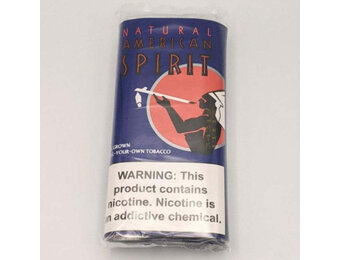 NATURAL
AMERICAN
SPIRIT
GROWN
-YOUR-OWN TOBACCO
WARNING: This
product contains
nicotine. Nicotine is
an addictive chemical.